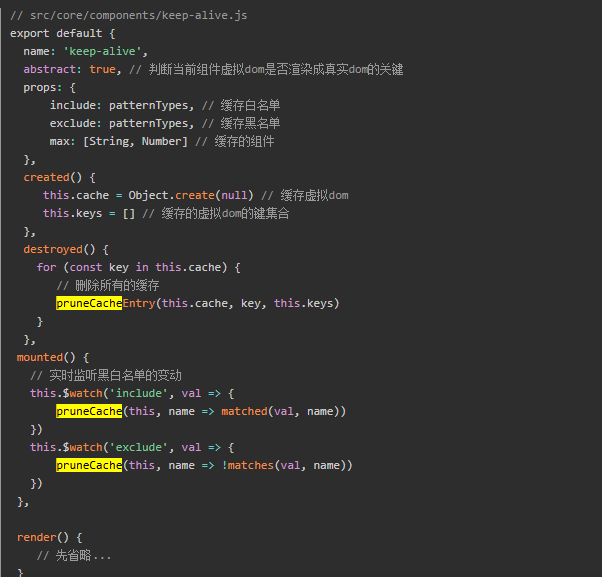 // src/core/components/keep-alive.js
export default {
  name: 'keep-alive',
  abstract: true, // 判断当前组件虚拟dom是否渲染成真实dom的关键
  props: {
      include: patternTypes, // 缓存白名单
      exclude: patternTypes, // 缓存黑名单
      max: [String, Number] // 缓存的组件
  },
  created() {
     this.cache = Object.create(null) // 缓存虚拟dom
     this.keys = [] // 缓存的虚拟dom的键集合
  },
  destroyed() {
    for (const key in this.cache) {
       // 删除所有的缓存
       pruneCacheEntry(this.cache, key, this.keys)
    }
  },
 mounted() {
   // 实时监听黑白名单的变动
   this.$watch('include', val => {
       pruneCache(this, name => matched(val, name))
   })
   this.$watch('exclude', val => {
       pruneCache(this, name => !matches(val, name))
   })
 },

 render() {
    // 先省略...
 }